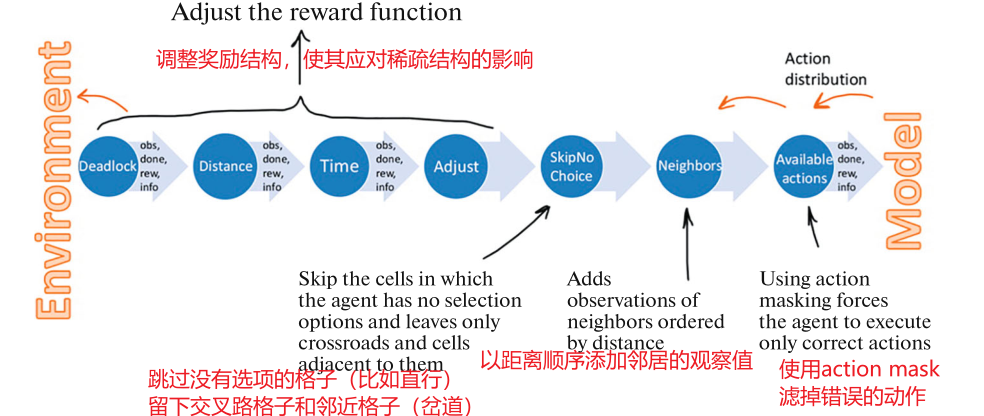 Adjust the reward function
调整奖励结构，使其应对稀疏结构的影响
Action
distribution
Environment
Deadlock
obs,
done,
rew,
info
Distance
obs,
done,
rew,
info
Time
obs,
done,
rew,
info
Adjust
SkipNo
Choice
Neighbors
Available
actions
obs,
done,
rew,
info
Model
Skip the cells in which
the agent has no selection
options and leaves only
crossroads and cells
adjacent to them
Adds
observations of
neighbors ordered
by distance
Using action
masking forces
the agent to execute
only correct actions
跳过没有选项的格子（比如直行）
留下交叉路格子和邻近格子（岔道）
以距离顺序添加邻居的观察值
使用action mask
滤掉错误的动作